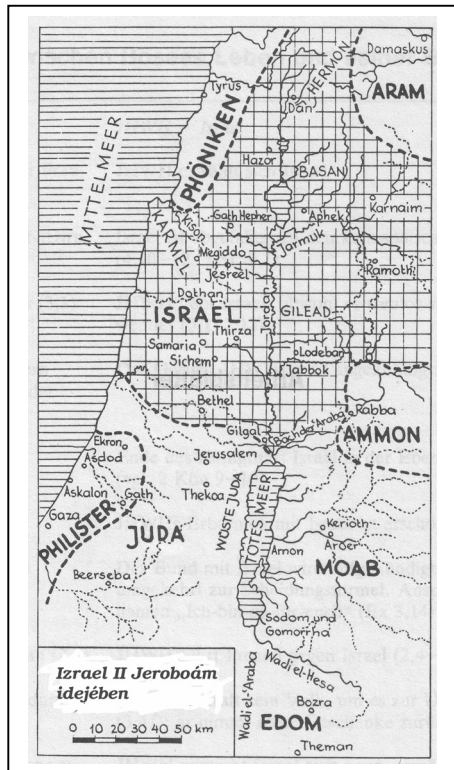 Damaskus
HERMON
Tyrus
ARAM
Dan
PHÖNIKIEN
MITTELMEER
Hazor
BASAN
Karnaim
KARMEL
Kison
Gath Hepher
Aphek
Jarmuk
Megiddo
Jesreel
Ramoth
Dothan
Jordan
ISRAEL
GILEAD
Thirza
Samaria
Sichem
Lodebar
Jabbok
Bethel
Gilgal
Bach d. Araba
Rabba
AMMON
Ekron
Jerusalem
Asdod
Askalon
Thekoa
WÜSTE JUDA
TOTES MEER
Gath
Gaza
PHILISTER
JUDA
Kerioth
Aroer
Arnon
MOAB
Beerseba
Sodom und
Gomorrha
Wadi el-Hesa
Wadi el-'Araba
Bozra
EDOM
Theman
Izrael II Jeroboám
idejében
0 10 20 30 40 50 km